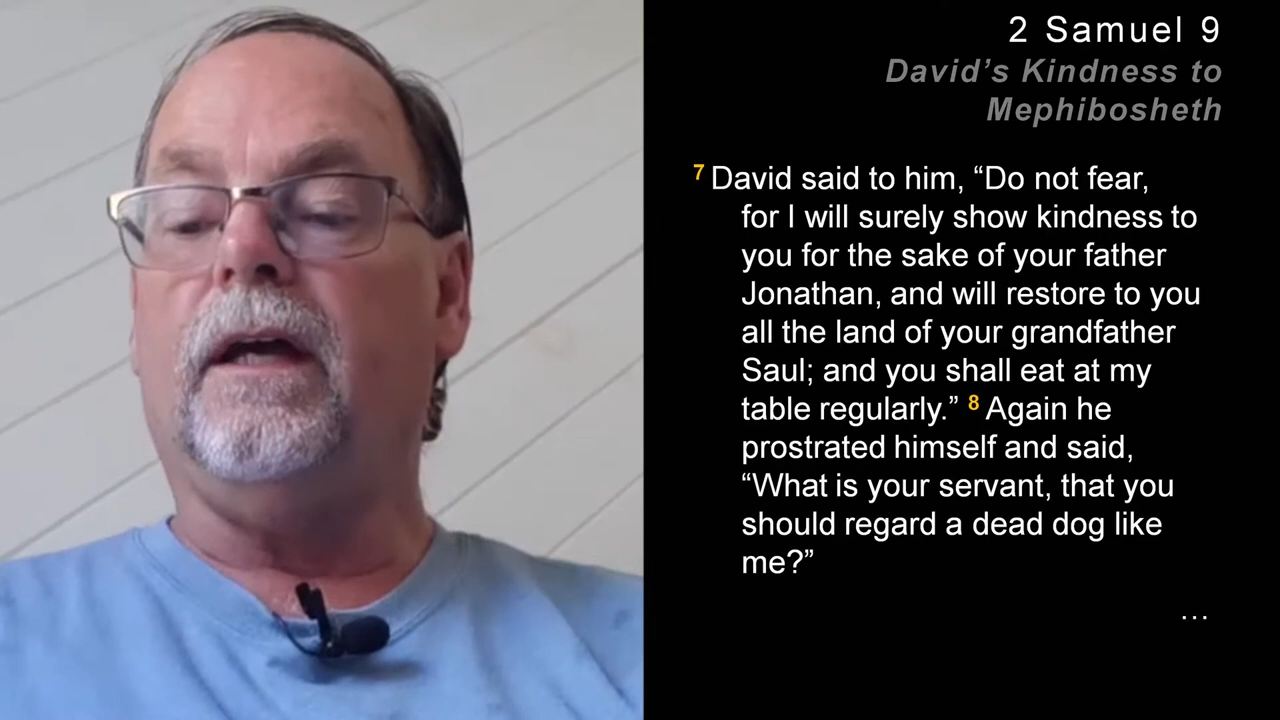 2 Samuel 9
David’s Kindness to
Mephibosheth
7 David said to him, “Do not fear,
for I will surely show kindness to
you for the sake of your father
Jonathan, and will restore to you
all the land of your grandfather
Saul; and you shall eat at my
table regularly.” 8 Again he
prostrated himself and said,
“What is your servant, that you
should regard a dead dog like
me?”
…